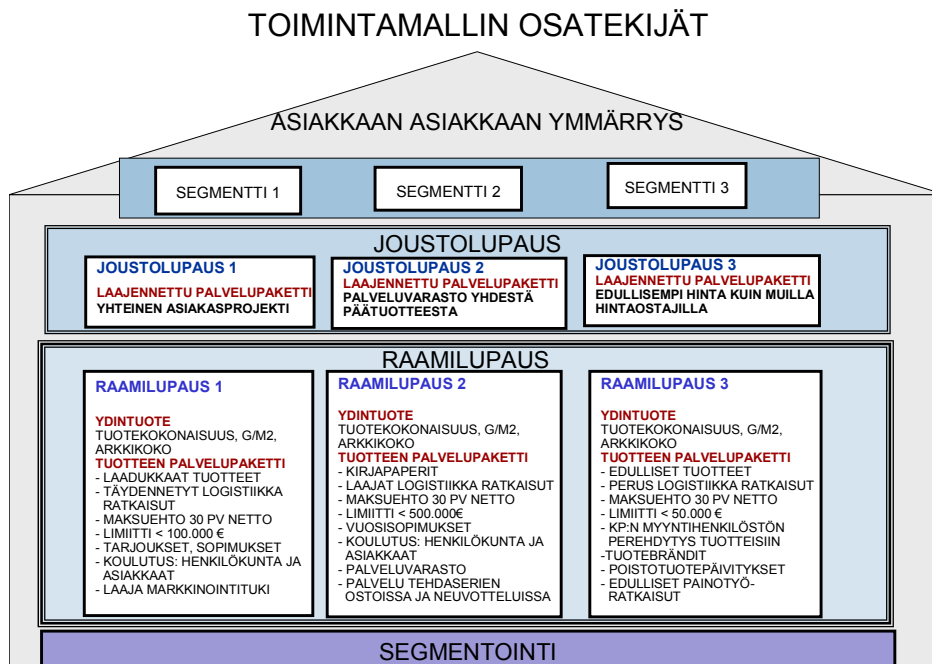 TOIMINTAMALLIN OSATEKIJÄT
ASIAKKAAN ASIAKKAAN YMMÄRRYS
SEGMENTTI 1
SEGMENTTI 2
SEGMENTTI 3
JOUSTOLUPAUS
JOUSTOLUPAUS 1
LAAJENNETTU PALVELUPAKETTI
YHTEINEN ASIAKASPROJEKTI
JOUSTOLUPAUS 2
LAAJENNETTU PALVELUPAKETTI
PALVELUVARASTO YHDESTÄ
PÄÄTUOTTEESTA
JOUSTOLUPAUS 3
LAAJENNETTU PALVELUPAKETTI
EDULLISEMPI HINTA KUIN MUILLA
HINTAOSTAJILLA
RAAMILUPAUS
RAAMILUPAUS 1
YDINTUOTE
TUOTEKOKONAISUUS, G/M2,
ARKKIKOKO
TUOTTEEN PALVELUPAKETTI
- LAADUKKAAT TUOTTEET
- TÄYDENNETYT LOGISTIIKKA
RATKAISUT
- MAKSUEHTO 30 PV NETTO
- LIMIITTI < 100.000 €
- TARJOUKSET, SOPIMUKSET
- KOULUTUS: HENKILÖKUNTA JA
ASIAKKAAT
- LAAJA MARKKINOINTITUKI
RAAMILUPAUS 2
YDINTUOTE
TUOTEKOKONAISUUS, G/M2,
ARKKIKOKO
TUOTTEEN PALVELUPAKETTI
- KIRJAPAPERIT
- LAAJAT LOGISTIIKKA RATKAISUT
- MAKSUEHTO 30 PV NETTO
- LIMIITTI < 500.000€
- VUOSISOPIMUKSET
- KOULUTUS: HENKILÖKUNTA JA
ASIAKKAAT
- PALVELUVARASTO
- PALVELU TEHDASERIEN
OSTOISSA JA NEUVOTTELUISSA
RAAMILUPAUS 3
YDINTUOTE
TUOTEKOKONAISUUS, G/M2,
ARKKIKOKO
TUOTTEEN PALVELUPAKETTI
- EDULLISET TUOTTEET
- PERUS LOGISTIIKKA RATKAISUT
- MAKSUEHTO 30 PV NETTO
- LIMIITTI < 50.000 €
- KP:N MYYNTIHENKILÖSTÖN
PEREHDYTYS TUOTTEISIIN
-TUOTEBRÄNDIT
- POISTOTUOTEPÄIVITYKSET
- EDULLISET PAINOTYÖ-
RATKAISUT
SEGMENTOINTI